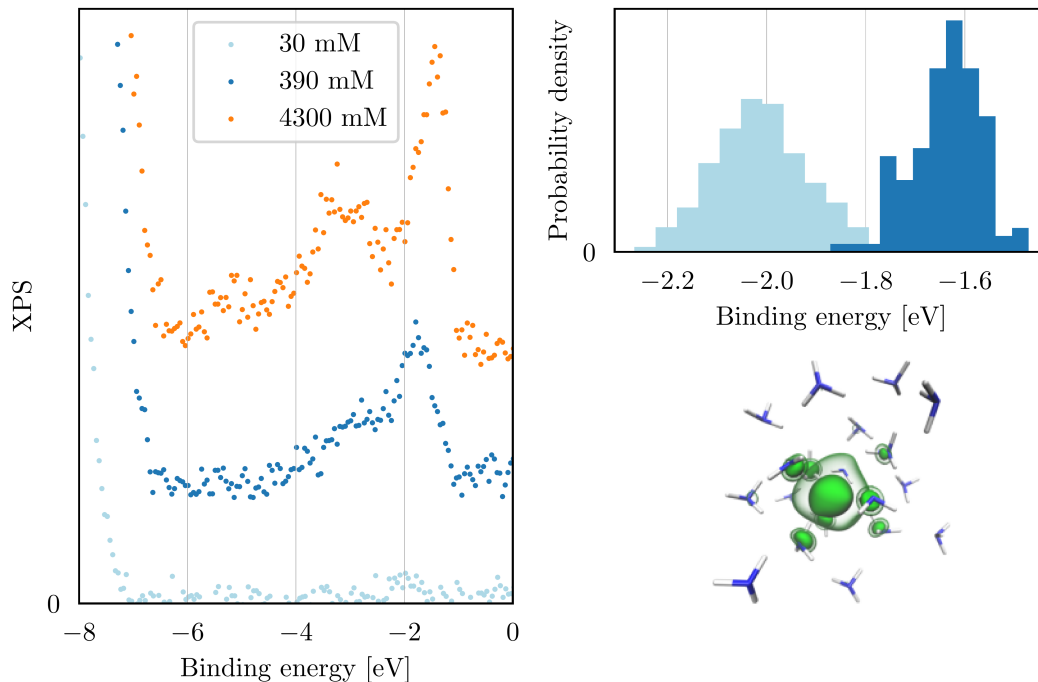 XPS
0
30 mM
390 mM
4300 mM
−8
−6
−4
−2
0
Binding energy [eV]
Probability density
0
−2.2
−2.0
−1.8
−1.6
Binding energy [eV]